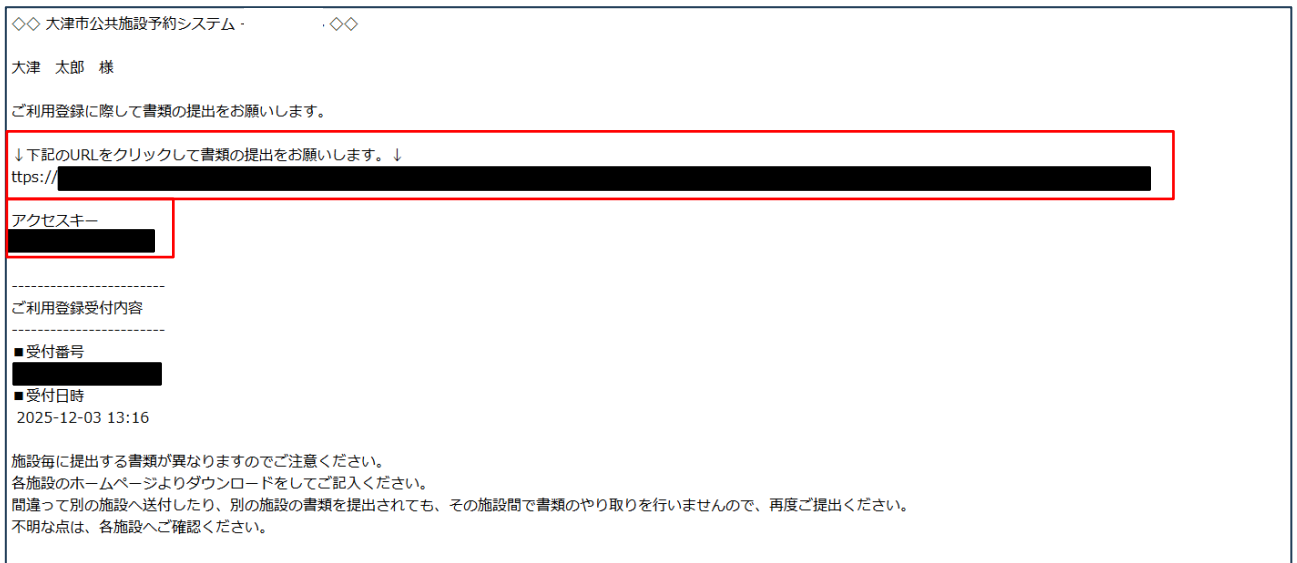 ◇◇ 大津市公共施設予約システム - ◇◇
大津　太郎　様
ご利用登録に際して書類の提出をお願いします。
↓下記のURLをクリックして書類の提出をお願いします。↓
ttps://
アクセスキー
------------------------
ご利用登録受付内容
------------------------
■受付番号
■受付日時
2025-12-03 13:16
施設毎に提出する書類が異なりますのでご注意ください。
各施設のホームページよりダウンロードをしてご記入ください。
間違って別の施設へ送付したり、別の施設の書類を提出されても、その施設間で書類のやり取りを行いませんので、再度ご提出ください。
不明な点は、各施設へご確認ください。